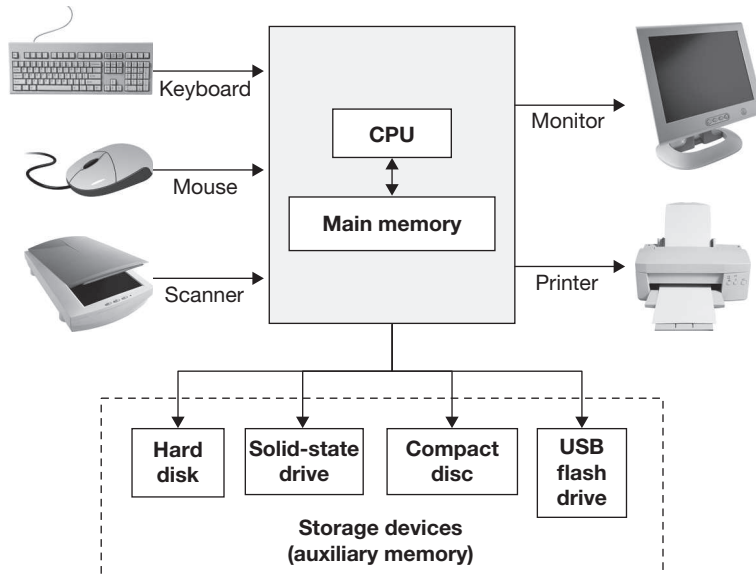 Keyboard
Mouse
Scanner
CPU
Main memory
Monitor
Printer
Hard
disk
Solid-state
drive
Compact
disc
USB
flash
drive
Storage devices
(auxiliary memory)